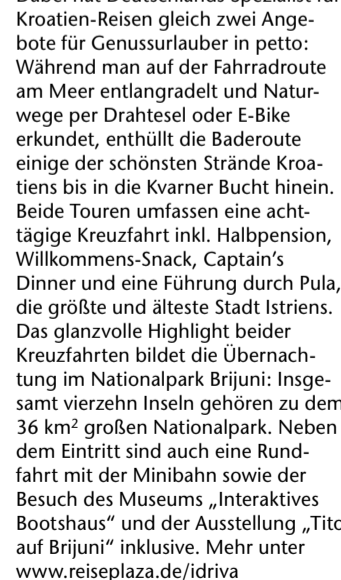 Dabei hat Deutschlands Spezialist für
Kroatien-Reisen gleich zwei Ange-
bote für Genussurlauber in petto:
Während man auf der Fahrradroute
am Meer entlangradelt und Natur-
wege per Drahtesel oder E-Bike
erkundet, enthüllt die Baderoute
einige der schönsten Strände Kroa-
tiens bis in die Kvarner Bucht hinein.
Beide Touren umfassen eine acht-
tägige Kreuzfahrt inkl. Halbpension,
Willkommens-Snack, Captain’s
Dinner und eine Führung durch Pula,
die größte und älteste Stadt Istriens.
Das glanzvolle Highlight beider
Kreuzfahrten bildet die Übernach-
tung im Nationalpark Brijuni: Insge-
samt vierzehn Inseln gehören zu dem
36 km² großen Nationalpark. Neben
dem Eintritt sind auch eine Rund-
fahrt mit der Minibahn sowie der
Besuch des Museums „Interaktives
Bootshaus“ und der Ausstellung „Tito
auf Brijuni“ inklusive. Mehr unter
www.reiseplaza.de/idriva